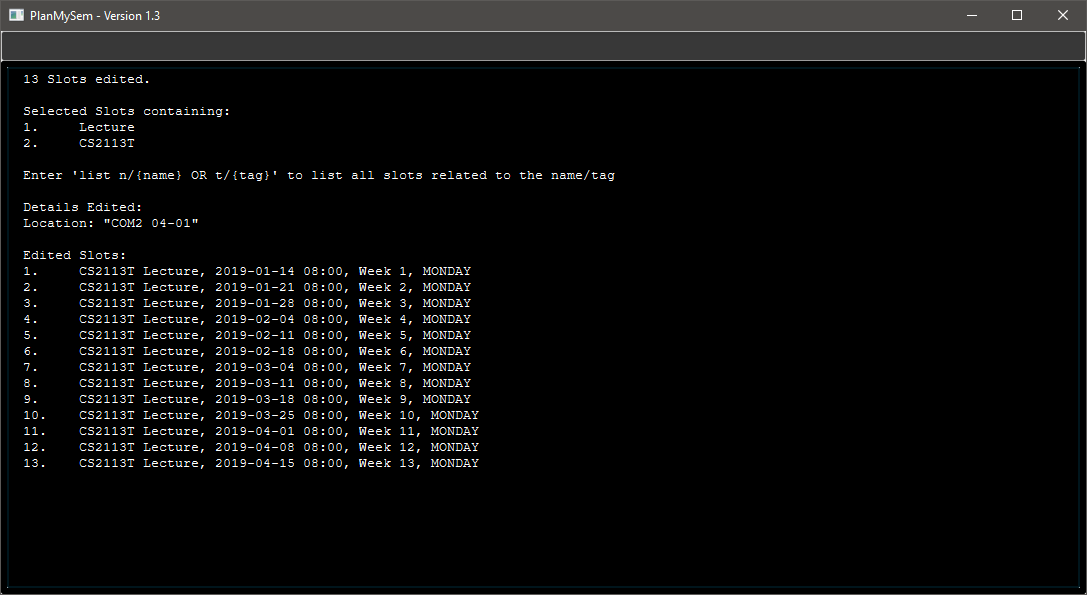 PlanMySem - Version 1.3
13 Slots edited.
Selected Slots containing:
1. Lecture
2. CS2113T
Enter 'list n/{name} OR t/{tag}' to list all slots related to the name/tag
Details Edited:
Location: "COM2 04-01"
Edited Slots:
1. CS2113T Lecture, 2019-01-14 08:00, Week 1, MONDAY
2. CS2113T Lecture, 2019-01-21 08:00, Week 2, MONDAY
3. CS2113T Lecture, 2019-01-28 08:00, Week 3, MONDAY
4. CS2113T Lecture, 2019-02-04 08:00, Week 4, MONDAY
5. CS2113T Lecture, 2019-02-11 08:00, Week 5, MONDAY
6. CS2113T Lecture, 2019-02-18 08:00, Week 6, MONDAY
7. CS2113T Lecture, 2019-03-04 08:00, Week 7, MONDAY
8. CS2113T Lecture, 2019-03-11 08:00, Week 8, MONDAY
9. CS2113T Lecture, 2019-03-18 08:00, Week 9, MONDAY
10. CS2113T Lecture, 2019-03-25 08:00, Week 10, MONDAY
11. CS2113T Lecture, 2019-04-01 08:00, Week 11, MONDAY
12. CS2113T Lecture, 2019-04-08 08:00, Week 12, MONDAY
13. CS2113T Lecture, 2019-04-15 08:00, Week 13, MONDAY